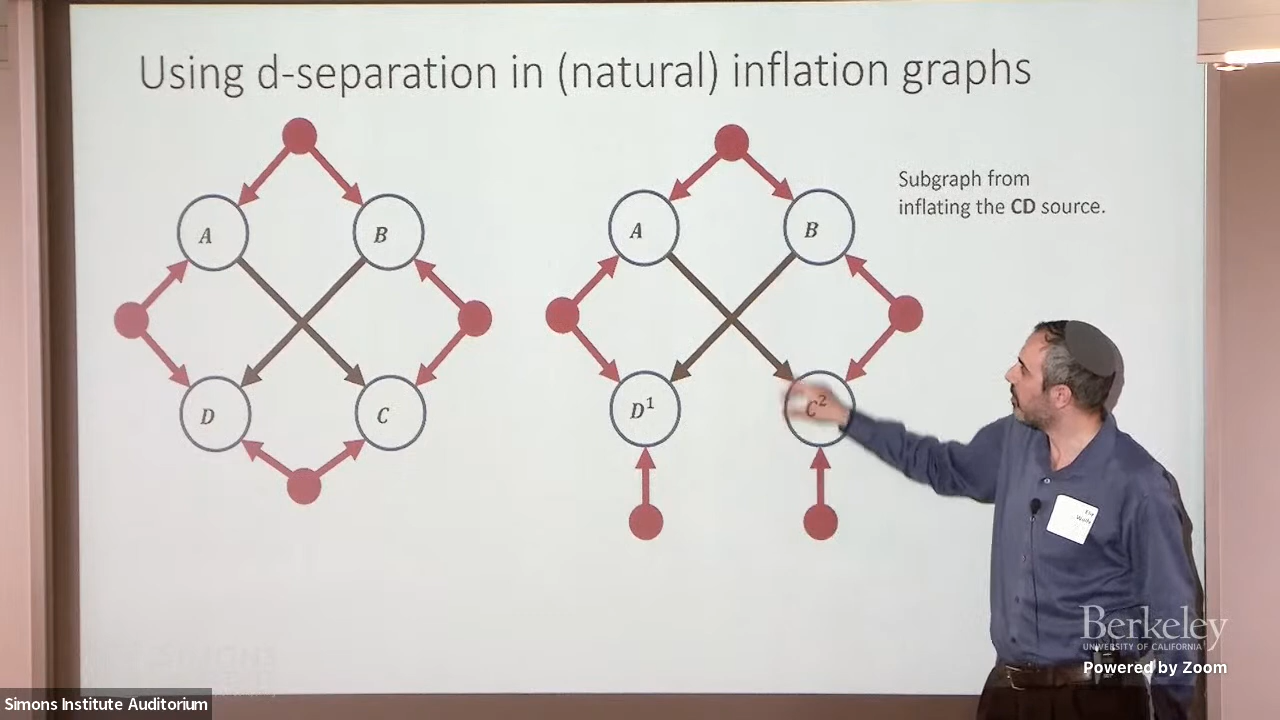 Using d-separation in (natural) inflation graphs
Subgraph from
inflating the CD source.
A
B
A
B
D
C
D¹
C²
Berkeley
UNIVERSITY OF CALIFORNIA
Powered by Zoom
Simons Institute Auditorium